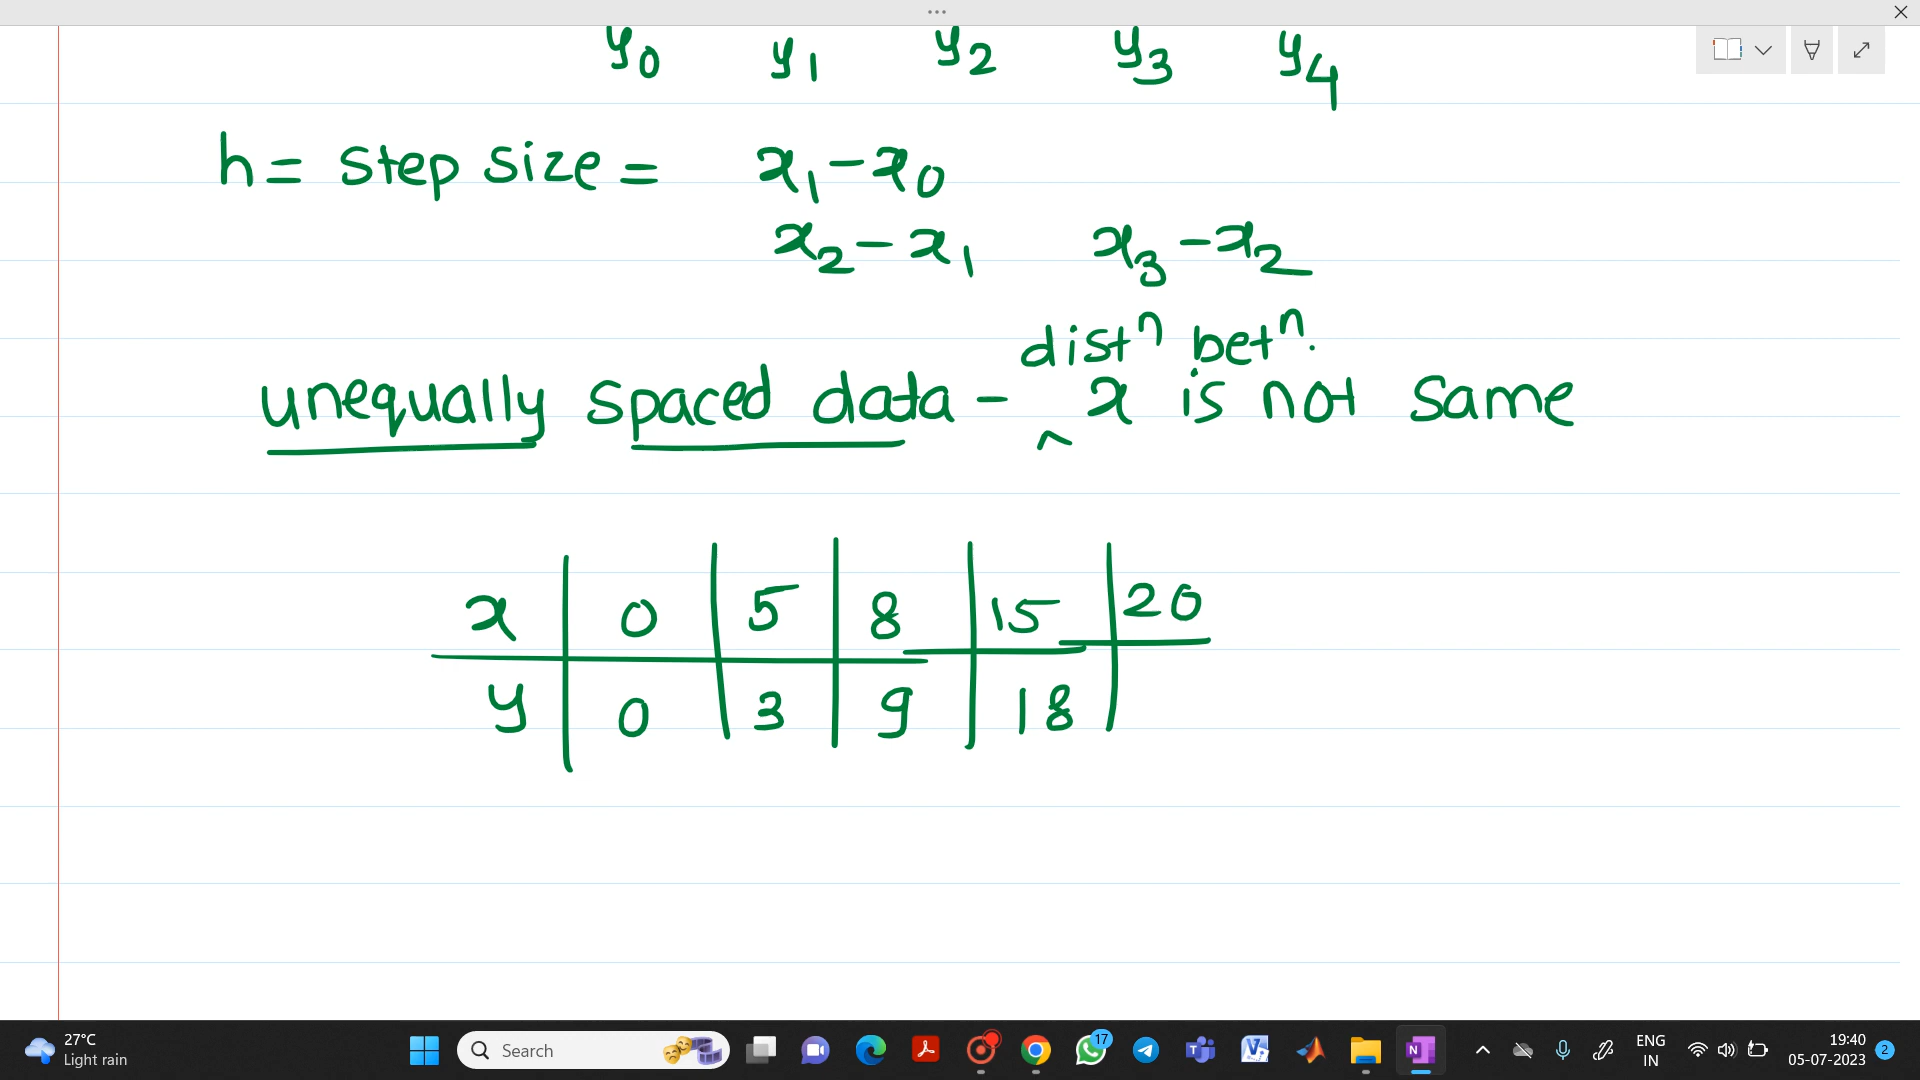 y0 y1 y2 y3 y4
h = step size = x1 - x0
x2 - x1 x3 - x2
distn betn.
unequally spaced data - ^ x is not same
x 0 5 8 15 20
y 0 3 9 18
27°C
Light rain
Search
17
ENG
IN
19:40
05-07-2023
2